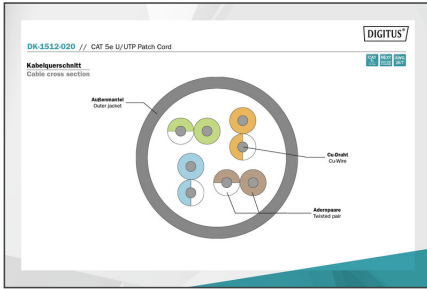 DIGITUS®
DK-1512-020 // CAT 5e U/UTP Patch Cord
Kabelquerschnitt
Cable cross section
Außenmantel
Outer jacket
Cu-Draht
Cu-Wire
Aderspaare
Twisted pair